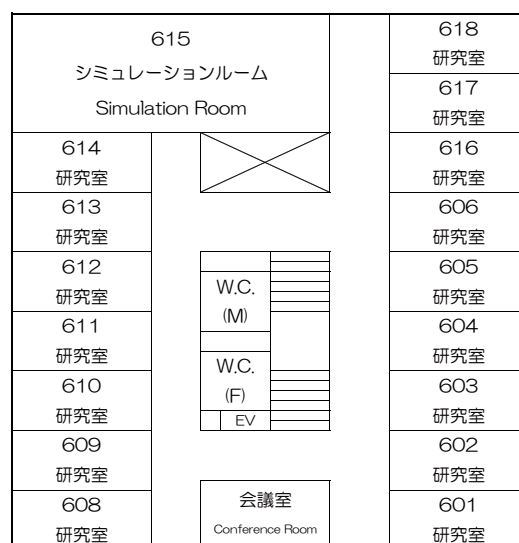 615
シミュレーションルーム
Simulation Room
618
研究室
617
研究室
614
研究室
616
研究室
613
研究室
606
研究室
612
研究室
W.C.
(M)
605
研究室
611
研究室
604
研究室
610
研究室
W.C.
(F)
EV
603
研究室
609
研究室
602
研究室
608
研究室
会議室
Conference Room
601
研究室